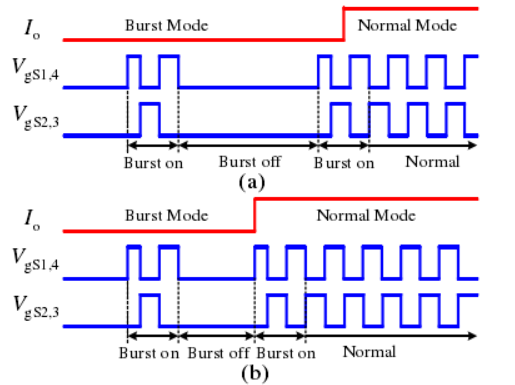 Io Burst Mode Normal Mode
VgS1,4
VgS2,3
Burst on Burst off Burst on Normal
(a)
Io Burst Mode Normal Mode
VgS1,4
VgS2,3
Burst on Burst off Burst on Normal
(b)